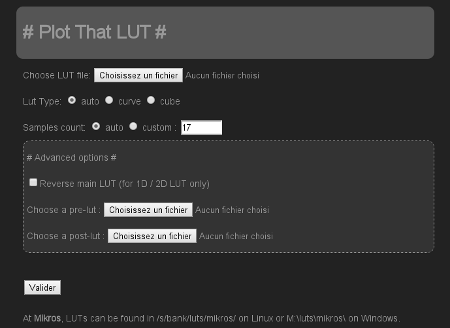 # Plot That LUT #
Choose LUT file: Choisissez un fichier Aucun fichier choisi
Lut Type: auto curve cube
Samples count: auto custom : 17
# Advanced options #
Reverse main LUT (for 1D / 2D LUT only)
Choose a pre-lut : Choisissez un fichier Aucun fichier choisi
Choose a post-lut : Choisissez un fichier Aucun fichier choisi
Valider
At Mikros, LUTs can be found in /s/bank/luts/mikros/ on Linux or M:\luts\mikros\ on Windows.